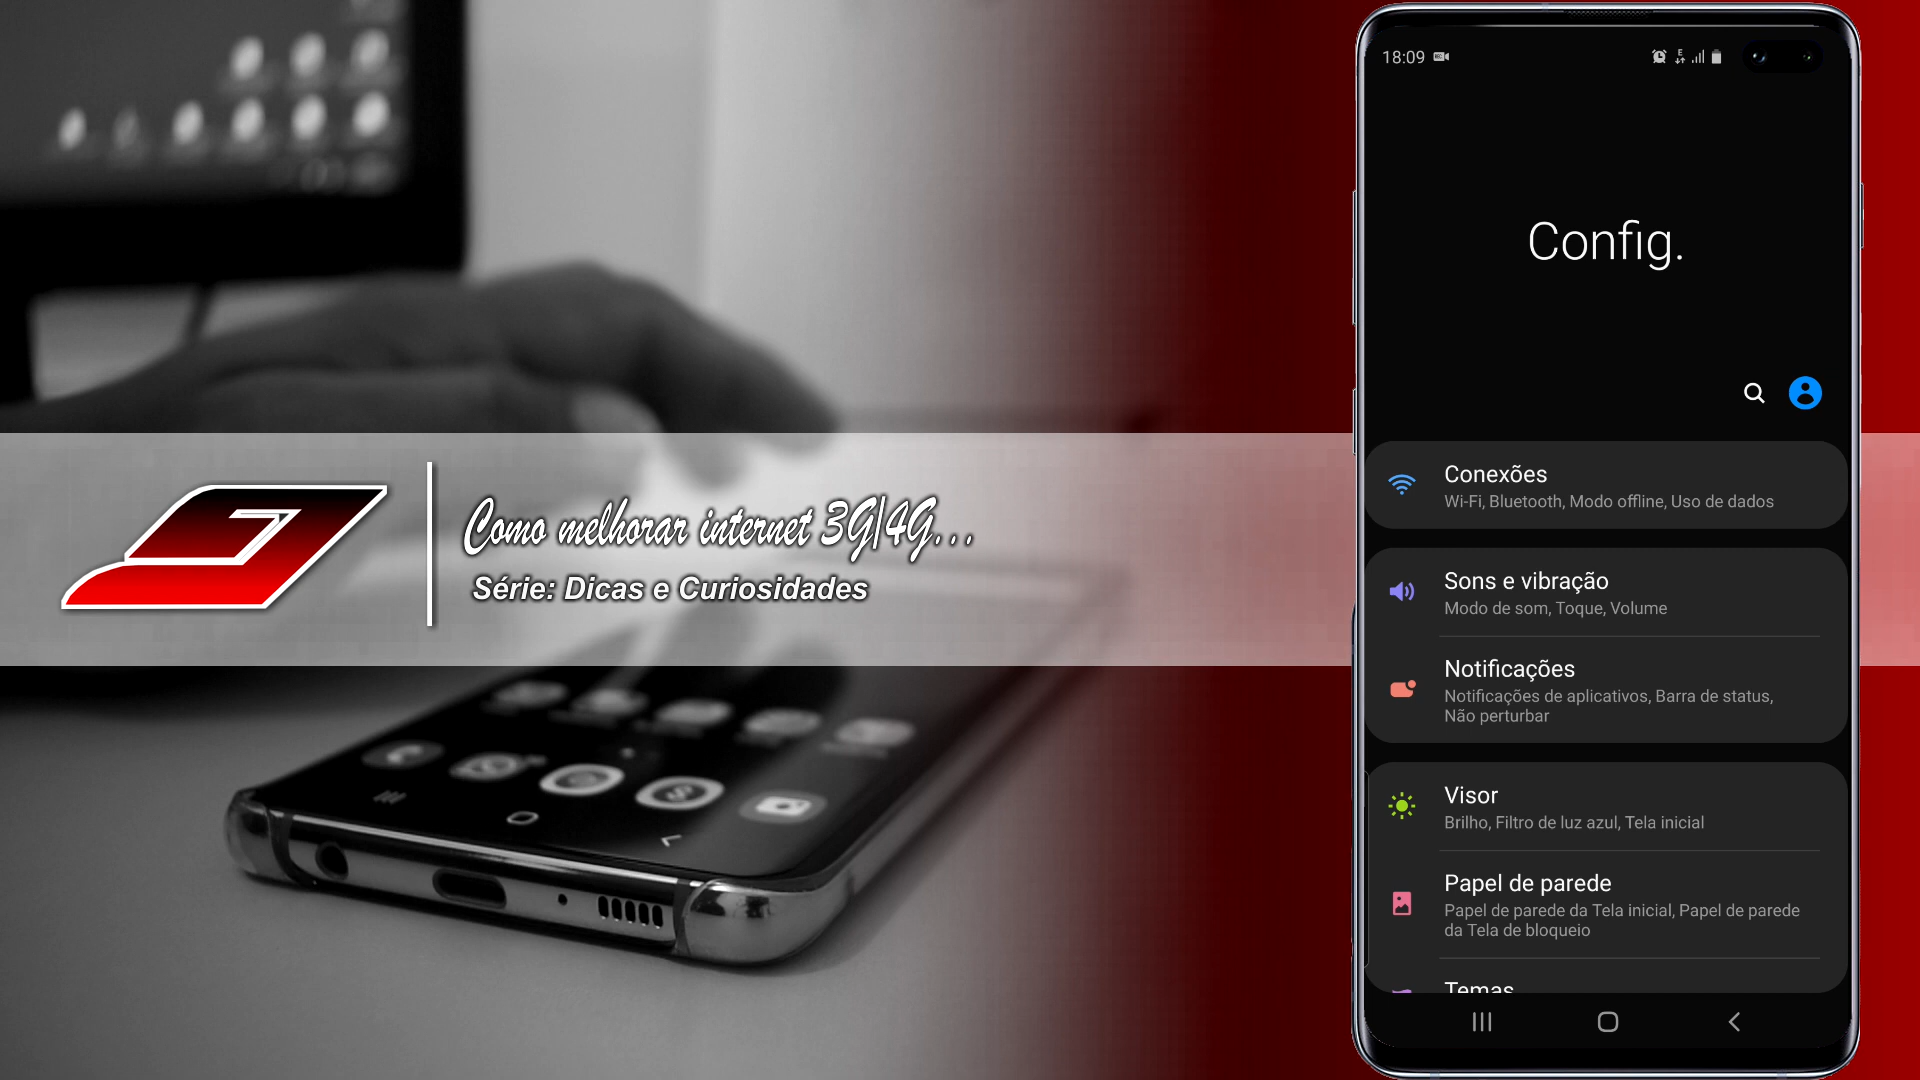 Como melhorar internet 3G/4G...
Série: Dicas e Curiosidades
18:09
Config.
Conexões
Wi-Fi, Bluetooth, Modo offline, Uso de dados
Sons e vibração
Modo de som, Toque, Volume
Notificações
Notificações de aplicativos, Barra de status,
Não perturbar
Visor
Brilho, Filtro de luz azul, Tela inicial
Papel de parede
Papel de parede da Tela inicial, Papel de parede
da Tela de bloqueio
Temas